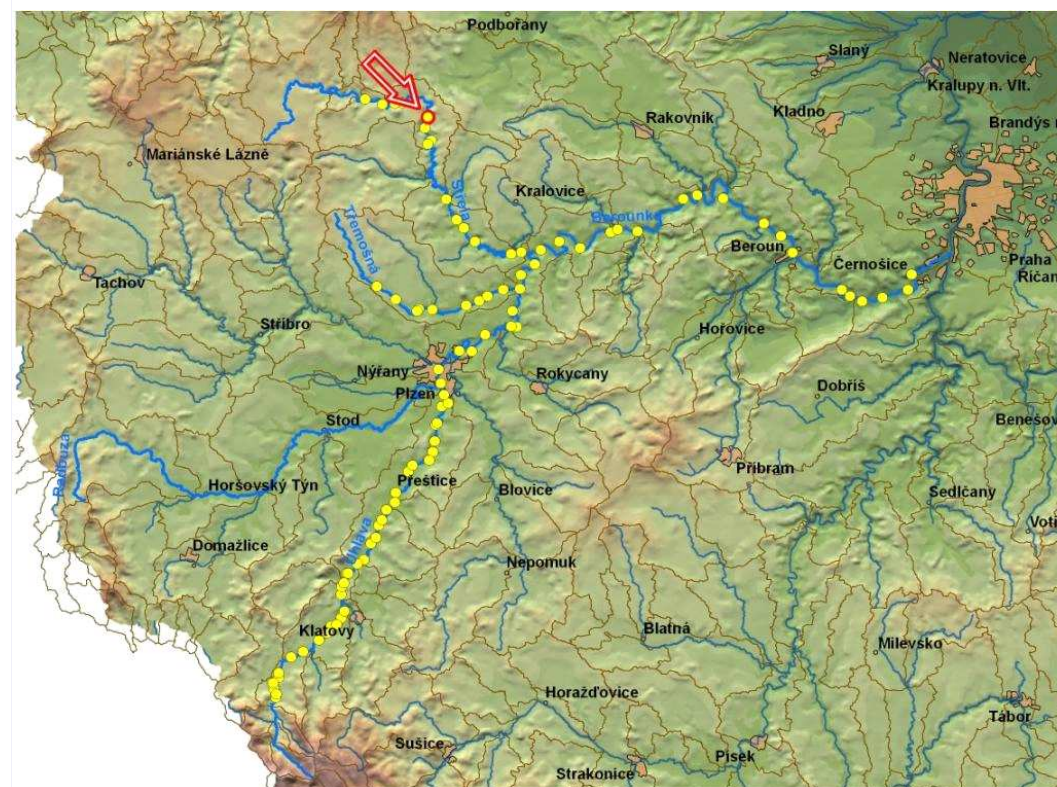 Podbořany
Slaný
Neratovice
Kralupy n. Vlt.
Kladno
Rakovník
Brandýs n
Mariánské Lázně
Kralovice
Střela
Berounka
Třemošná
Beroun
Praha
Říčan
Černošice
Tachov
Stříbro
Hořovice
Nýřany
Rokycany
Dobříš
Plzeň
Benešov
Stod
Radbuza
Příbram
Horšovský Týn
Přeštice
Blovice
Sedlčany
Voti
Domažlice
Úhlava
Nepomuk
Klatovy
Blatná
Milevsko
Horažďovice
Tábor
Sušice
Písek
Strakonice